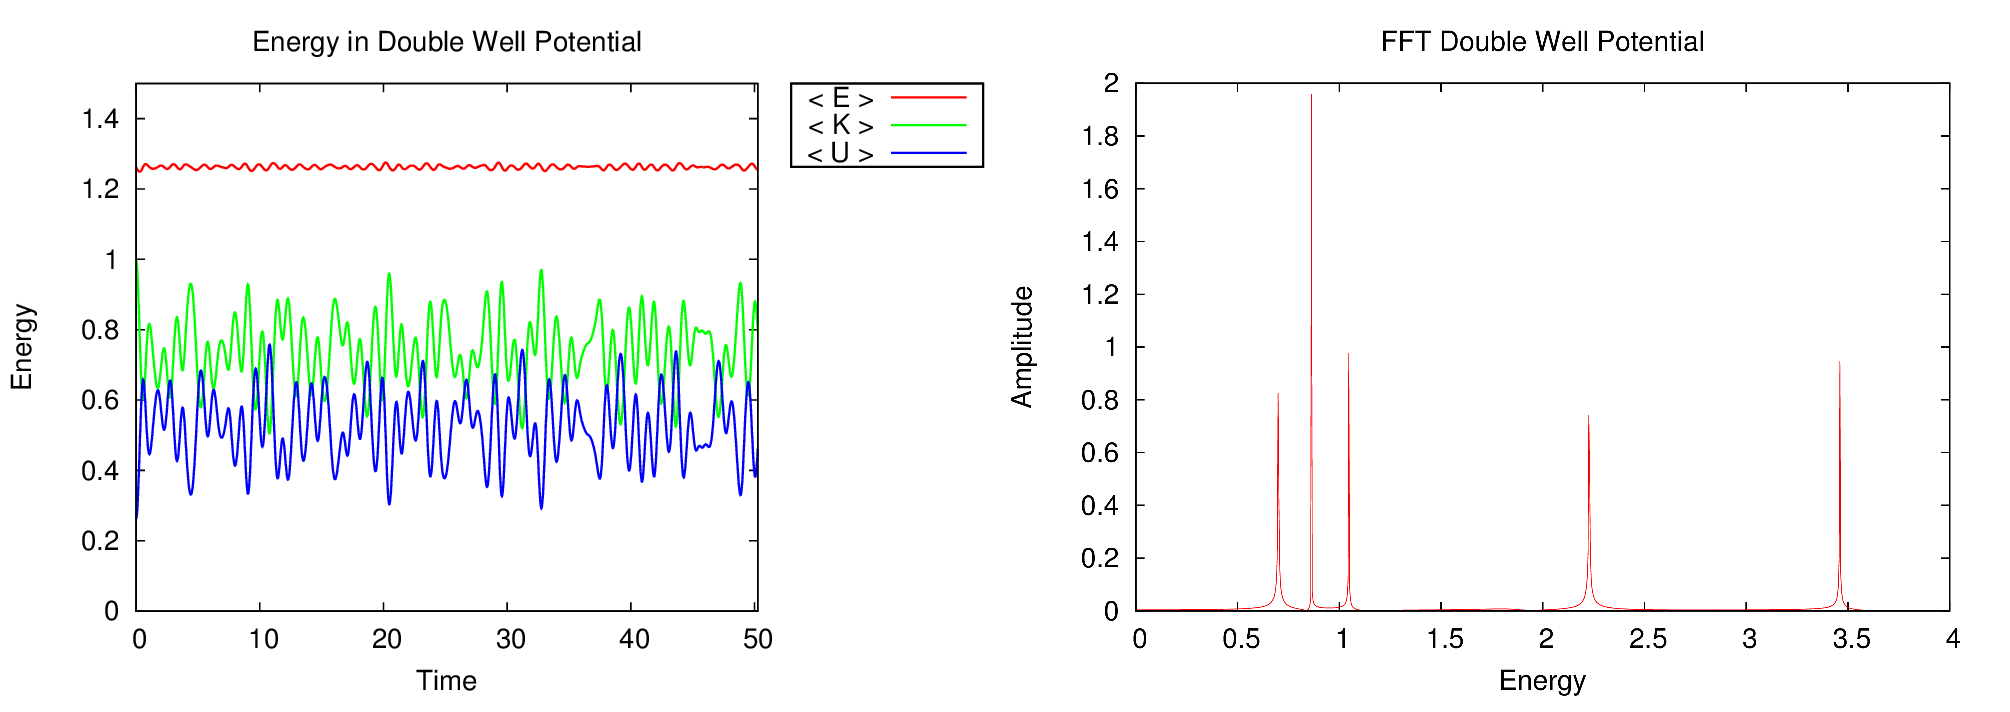 Energy in Double Well Potential
Energy
1.4
1.2
1
0.8
0.6
0.4
0.2
0
0 10 20 30 40 50
Time
< E >
< K >
< U >
FFT Double Well Potential
Amplitude
2
1.8
1.6
1.4
1.2
1
0.8
0.6
0.4
0.2
0
0 0.5 1 1.5 2 2.5 3 3.5 4
Energy